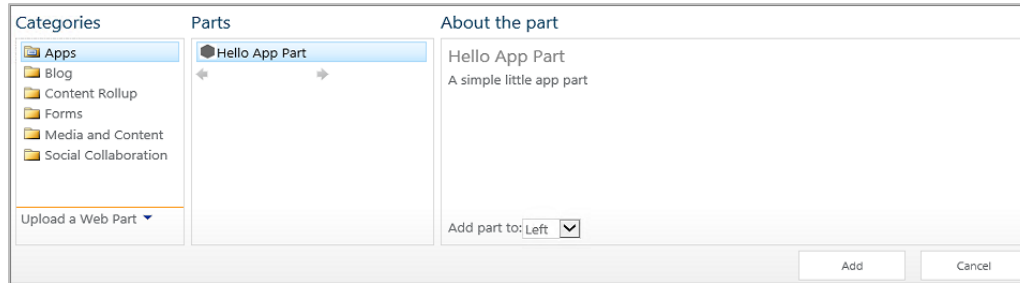 Categories
Parts
About the part
Apps
Blog
Content Rollup
Forms
Media and Content
Social Collaboration
Upload a Web Part
Hello App Part
Hello App Part
A simple little app part
Add part to: Left
Add
Cancel